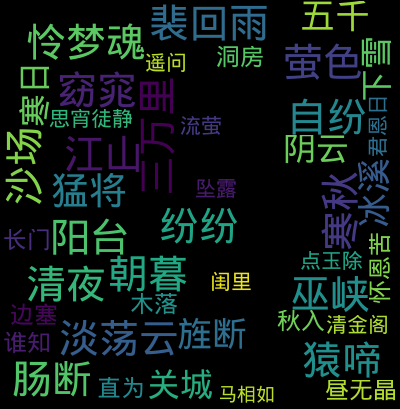 裴回雨
五千
怜梦魂
遥问
洞房
萤色
下雪
寒日
窈窕
三万里
自纷
君恩日
思宵徒静
流萤
沙场
江山
阴云
猛将
坠露
寒秋
冰溪
长门
阳台
纷纷
点玉除
怀恩苦
清夜
朝暮
闺里
巫峡
木落
边塞
谁知
淡荡云
旌断
秋入
清金阁
猿啼
肠断
直为
关城
马相如
昼无晶